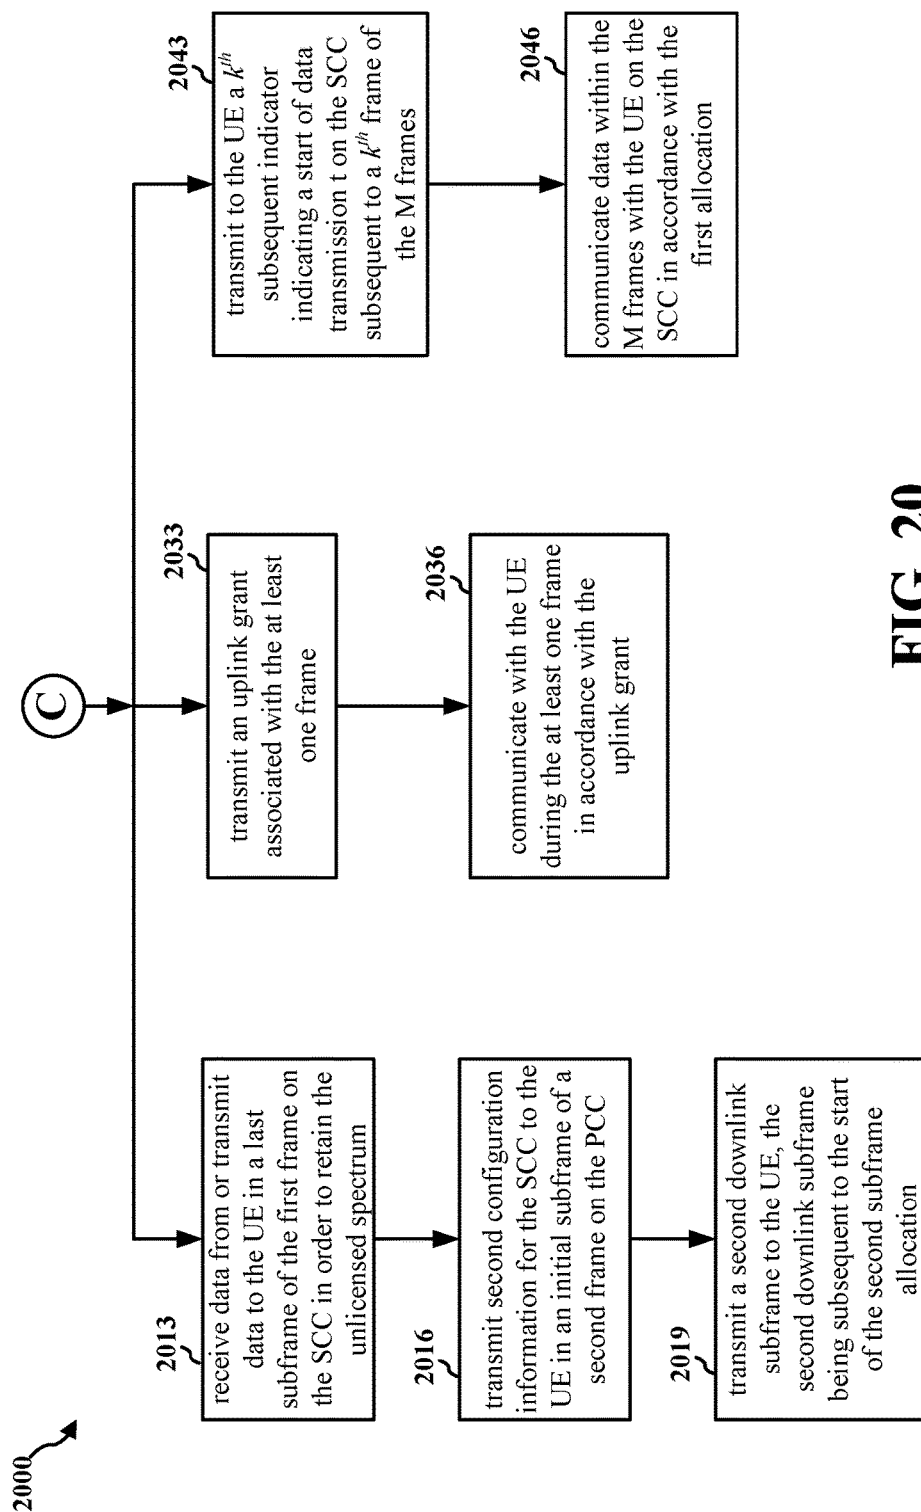 2000
C
2013
receive data from or transmit
data to the UE in a last
subframe of the first frame on
the SCC in order to retain the
unlicensed spectrum
2016
transmit second configuration
information for the SCC to the
UE in an initial subframe of a
second frame on the PCC
2019
transmit a second downlink
subframe to the UE, the
second downlink subframe
being subsequent to the start
of the second subframe
allocation
2033
transmit an uplink grant
associated with the at least
one frame
2036
communicate with the UE
during the at least one frame
in accordance with the
uplink grant
2043
transmit to the UE a kth
subsequent indicator
indicating a start of data
transmission t on the SCC
subsequent to a kth frame of
the M frames
2046
communicate data within the
M frames with the UE on the
SCC in accordance with the
first allocation
FIG. 20